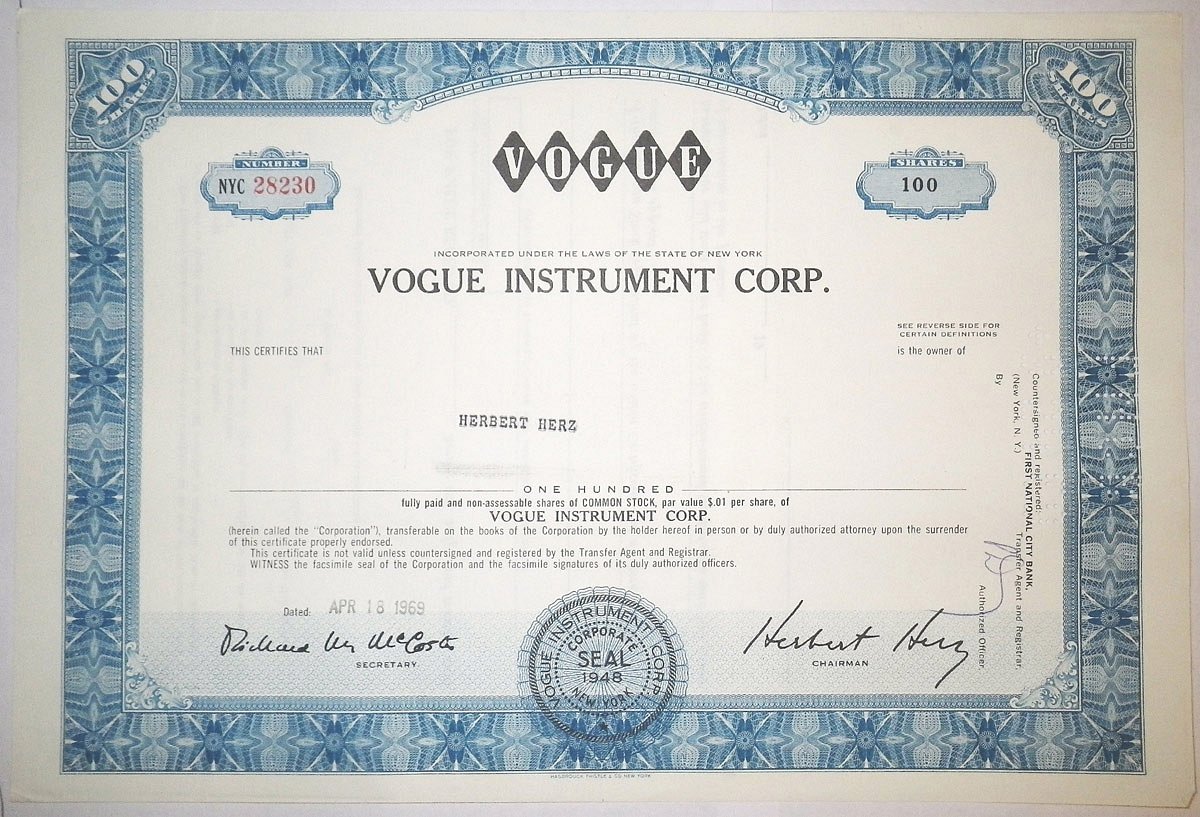 100
SHARES
100
SHARES
VOGUE
NUMBER
NYC 28230
SHARES
100
INCORPORATED UNDER THE LAWS OF THE STATE OF NEW YORK
VOGUE INSTRUMENT CORP.
SEE REVERSE SIDE FOR
CERTAIN DEFINITIONS
THIS CERTIFIES THAT
is the owner of
HERBERT HERZ
ONE HUNDRED
fully paid and non-assessable shares of COMMON STOCK, par value $.01 per share, of
VOGUE INSTRUMENT CORP.
(herein called the "Corporation"), transferable on the books of the Corporation by the holder hereof in person or by duly authorized attorney upon the surrender
of this certificate properly endorsed.
This certificate is not valid unless countersigned and registered by the Transfer Agent and Registrar.
WITNESS the facsimile seal of the Corporation and the facsimile signatures of its duly authorized officers.
Dated: APR 18 1969
SECRETARY
VOGUE INSTRUMENT CORP.
CORPORATE
SEAL
1948
NEW YORK
Herbert Herz
CHAIRMAN
Countersigned and registered:
FIRST NATIONAL CITY BANK,
(New York, N. Y.) Transfer Agent and Registrar,
By
Authorized Officer.
HASBROUCK THISTLE & CO NEW YORK